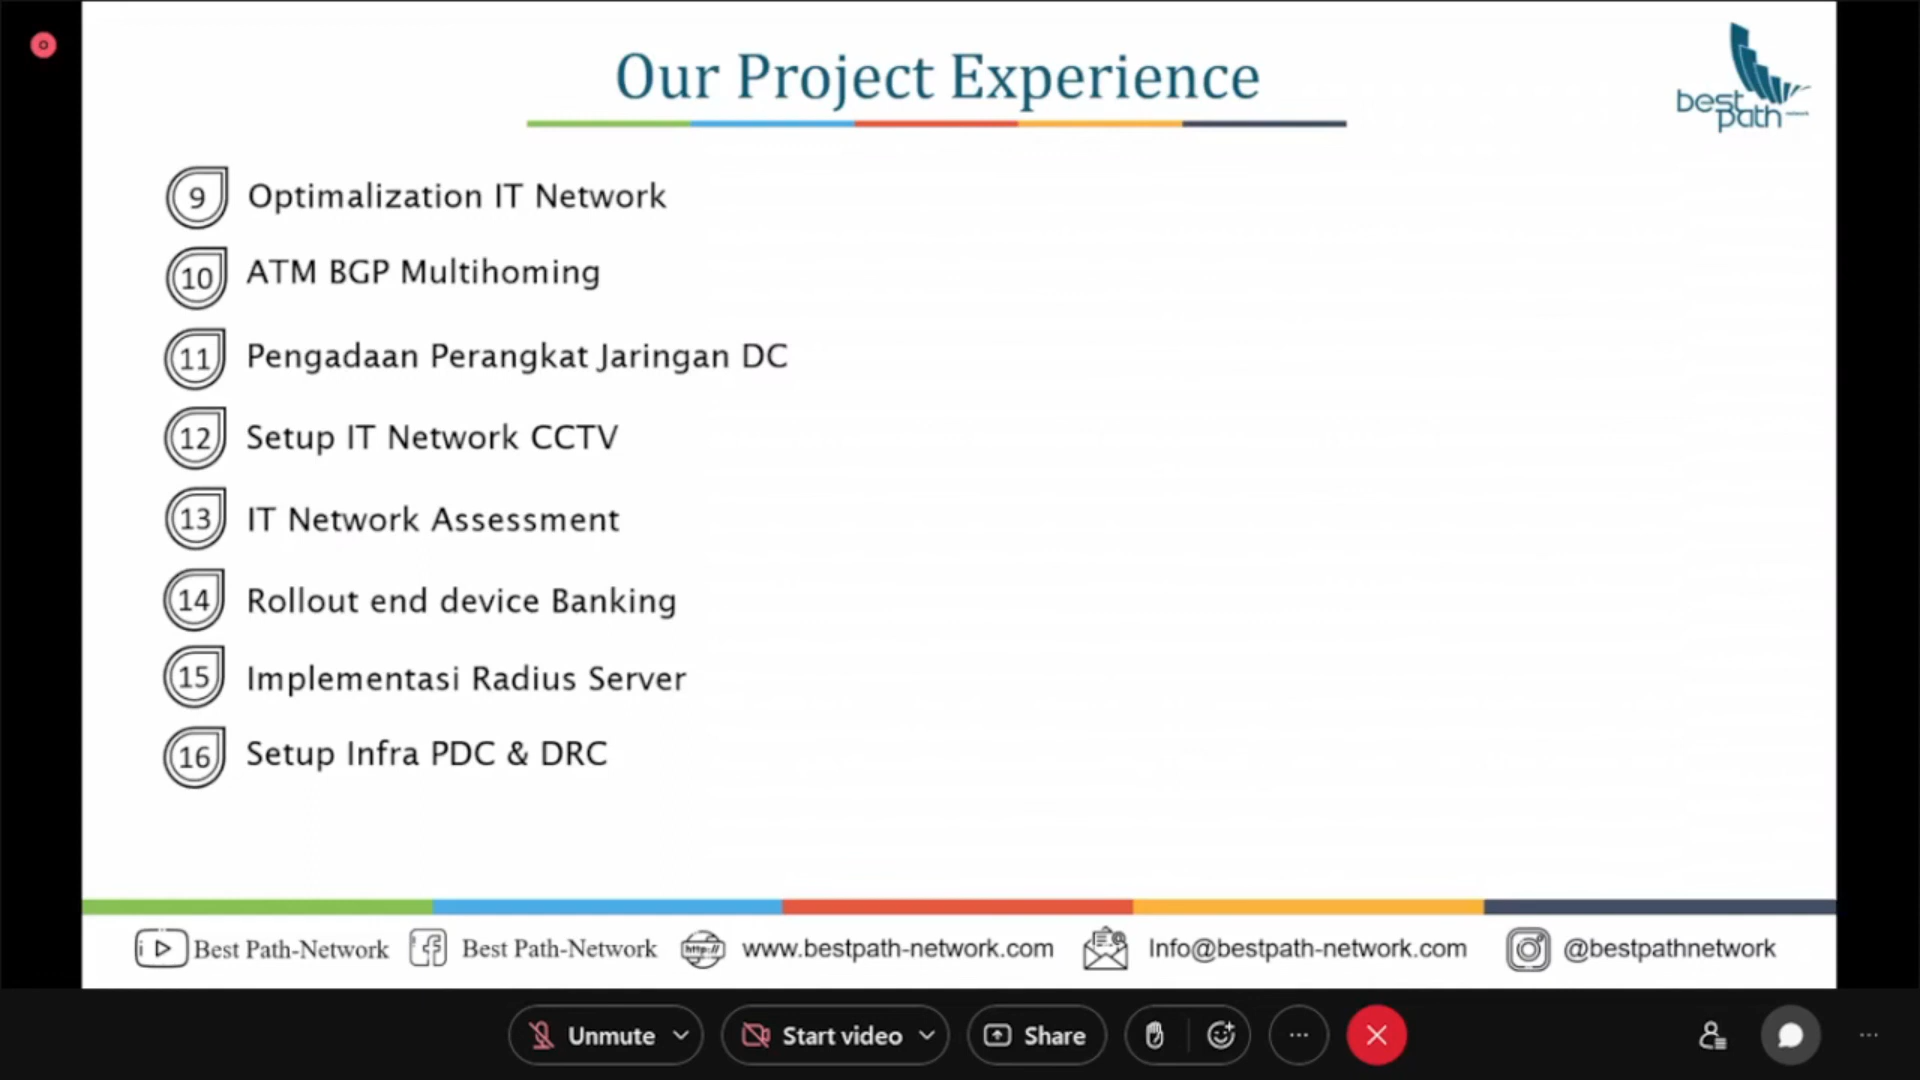 Our Project Experience
best
path
9 Optimalization IT Network
10 ATM BGP Multihoming
11 Pengadaan Perangkat Jaringan DC
12 Setup IT Network CCTV
13 IT Network Assessment
14 Rollout end device Banking
15 Implementasi Radius Server
16 Setup Infra PDC & DRC
Best Path-Network Best Path-Network http:// www.bestpath-network.com Info@bestpath-network.com @bestpathnetwork
Unmute Start video Share